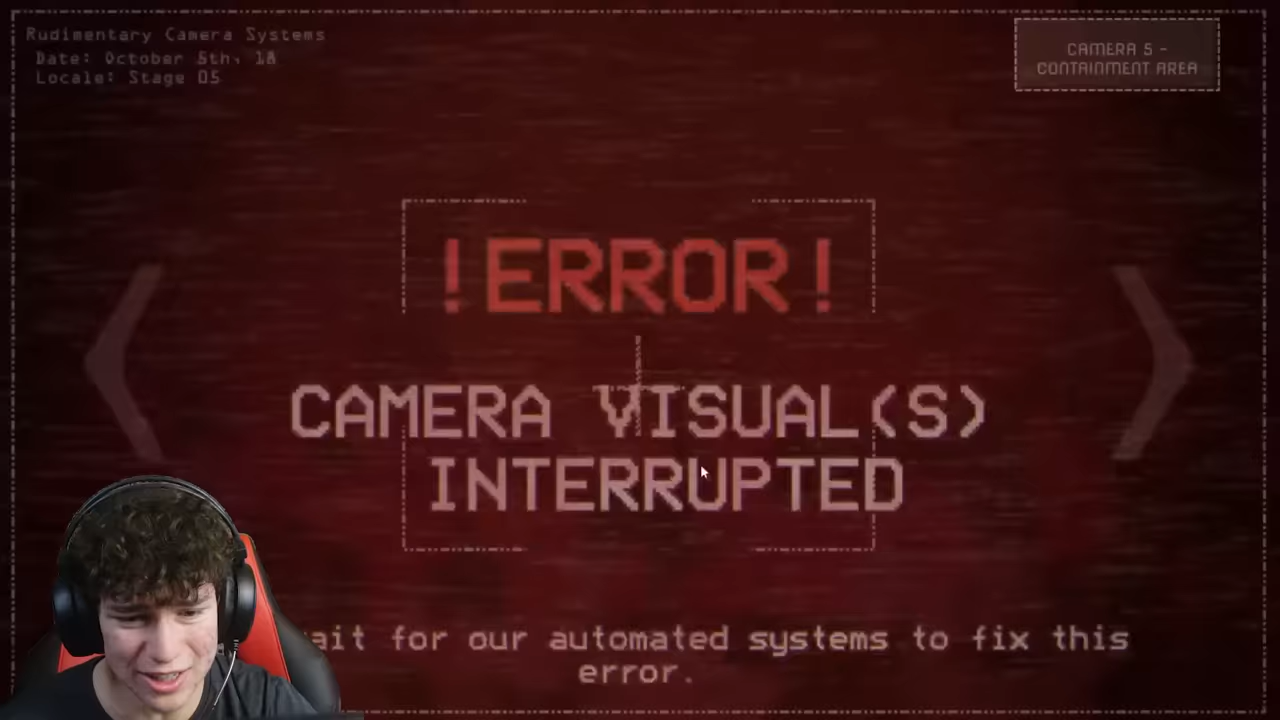 Rudimentary Camera Systems
Date: October 5th, 18
Locale: Stage 05
CAMERA 5 -
CONTAINMENT AREA
!ERROR!
CAMERA VISUAL(S)
INTERRUPTED
for our automated systems to fix this
error.